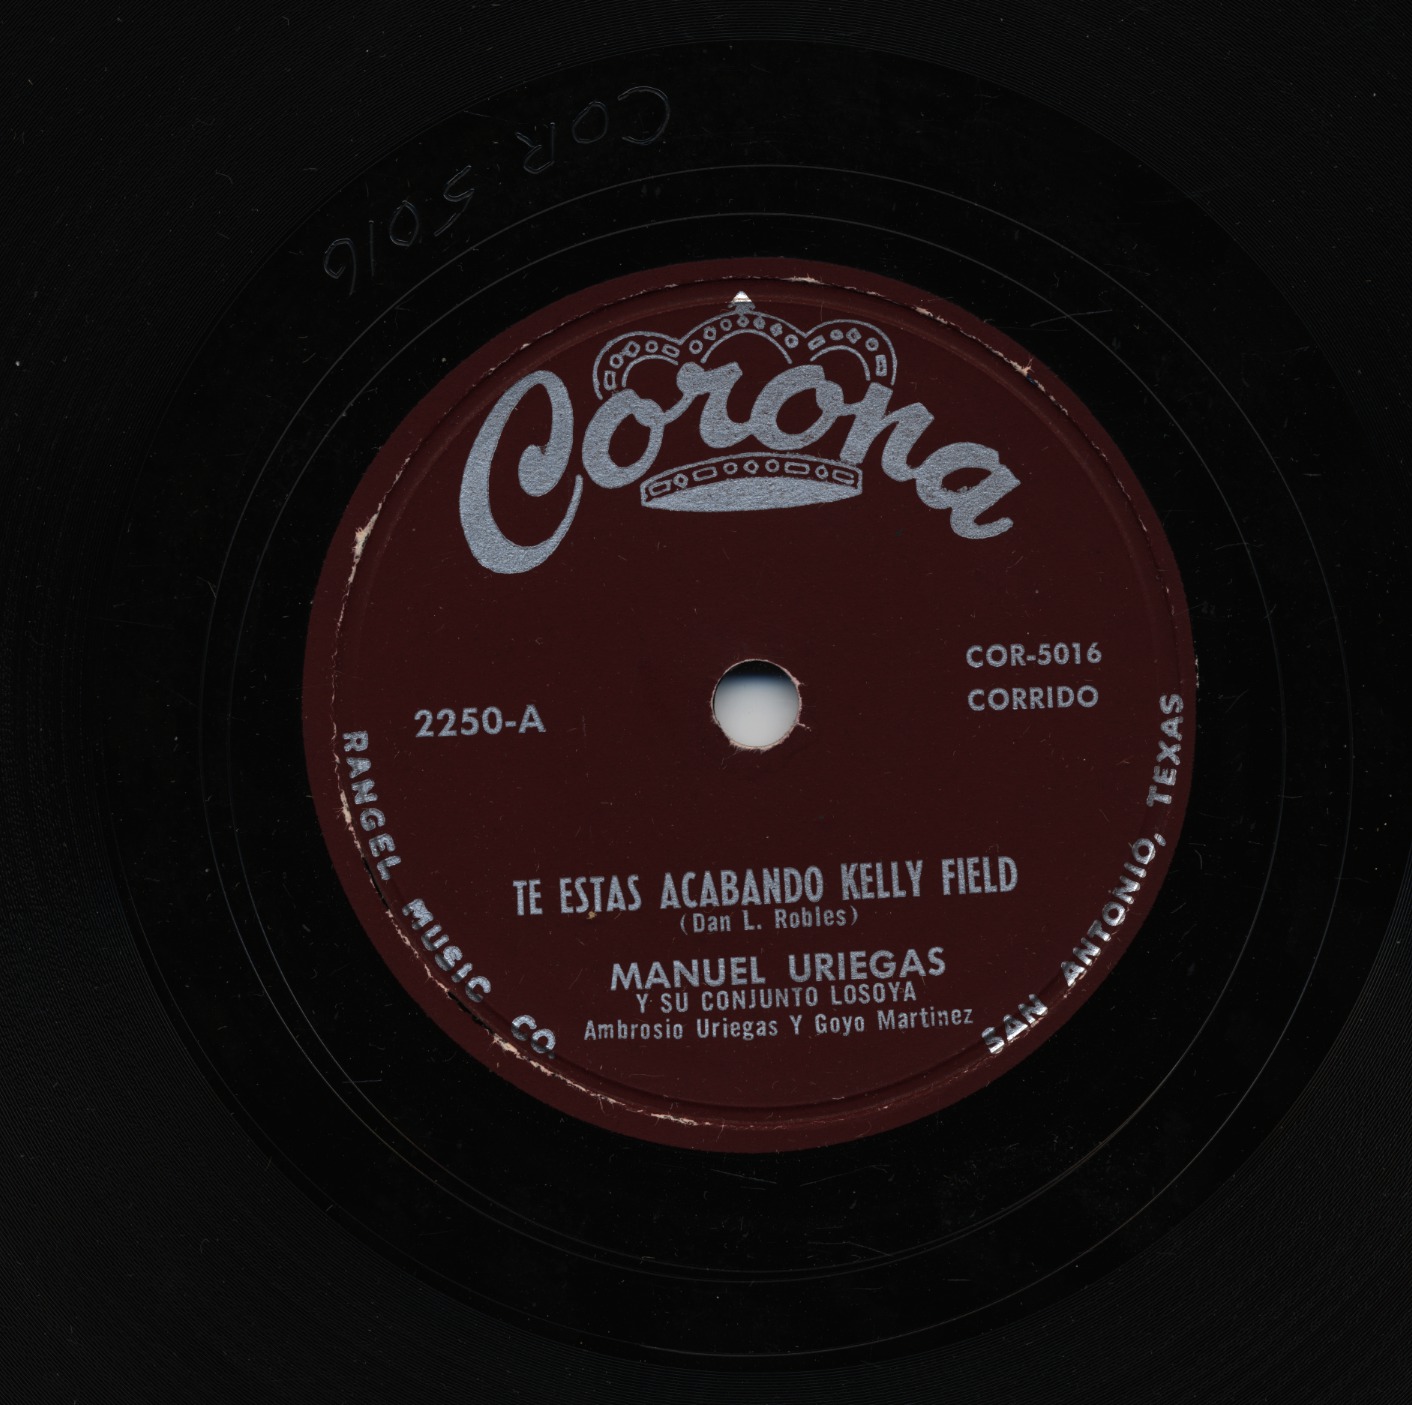 COR 5016
Corona
COR-5016
CORRIDO
2250-A
TE ESTAS ACABANDO KELLY FIELD
(Dan L. Robles)
MANUEL URIEGAS
Y SU CONJUNTO LOSOYA
Ambrosio Uriegas Y Goyo Martinez
RANGEL MUSIC CO.
SAN ANTONIO, TEXAS